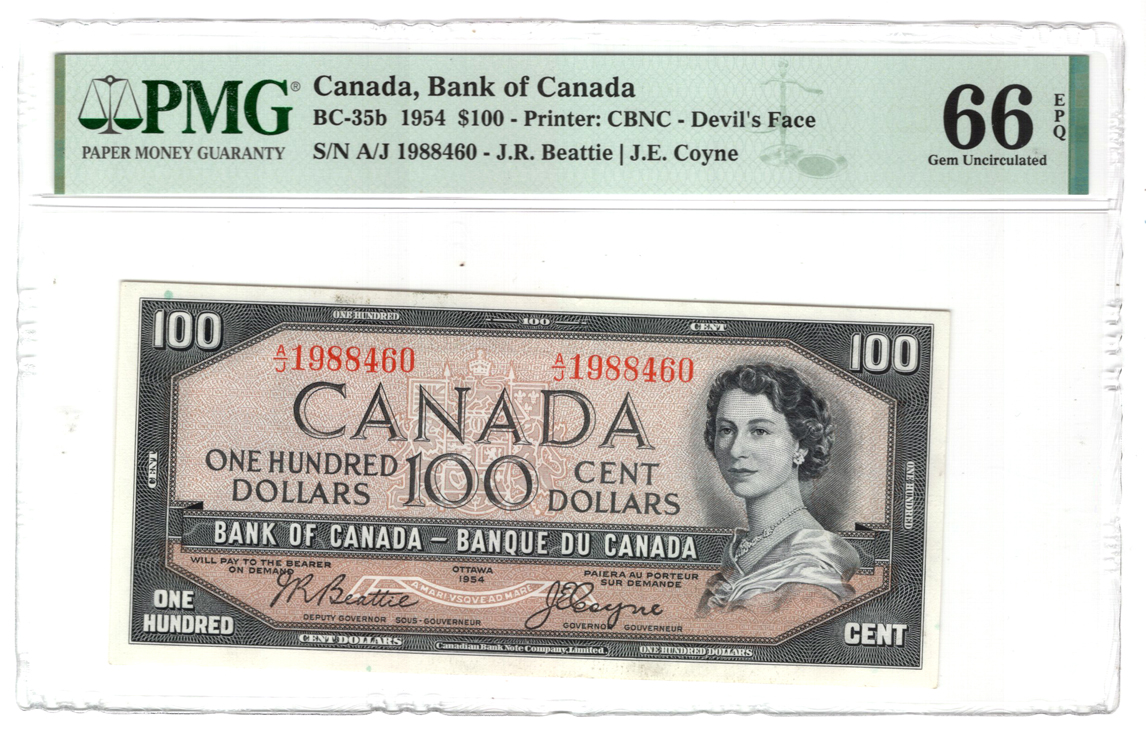 PMG®
PAPER MONEY GUARANTY
Canada, Bank of Canada
BC-35b 1954 $100 - Printer: CBNC - Devil's Face
S/N A/J 1988460 - J.R. Beattie | J.E. Coyne
66
EPQ
Gem Uncirculated
100
ONE HUNDRED
100
CENT
100
A/J 1988460
A/J 1988460
CANADA
ONE HUNDRED
DOLLARS
100
CENT
DOLLARS
CENT
ONE HUNDRED
BANK OF CANADA – BANQUE DU CANADA
WILL PAY TO THE BEARER
ON DEMAND
OTTAWA
1954
PAIERA AU PORTEUR
SUR DEMANDE
A MARI VSQVE AD MARE
JRBeattie
JECoyne
DEPUTY GOVERNOR SOUS-GOUVERNEUR
GOVERNOR GOUVERNEUR
ONE
HUNDRED
CENT
CENT DOLLARS
Canadian Bank Note Company, Limited
ONE HUNDRED DOLLARS